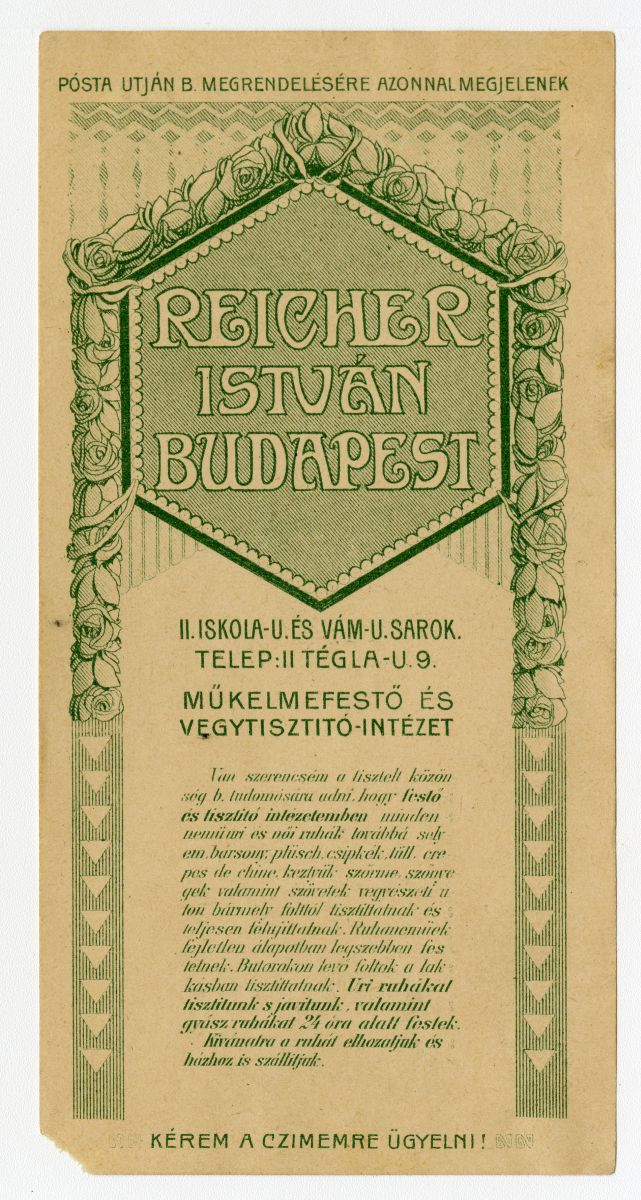 PÓSTA UTJÁN B. MEGRENDELÉSÉRE AZONNAL MEGJELENEK
REICHER
ISTVÁN
BUDAPEST
II. ISKOLA-U. ÉS VÁM-U. SAROK.
TELEP: II TÉGLA-U. 9.
MŰKELMEFESTŐ ÉS
VEGYTISZTITÓ-INTÉZET
Van szerencsém a tisztelt közön
ség b. tudomására adni, hogy festő
és tisztitó intézetemben minden
nemű uri és női ruhák továbbá sely
em, bársony, plüsch, csipkék, tüll, cre
pes de chine, keztyük szőrme, szőnye
gek valamint szövetek vegyészeti u
ton bármely folttól tisztittatnak és
teljesen felujittatnak. Ruhanemüek
fejtetlen álapotban legszebben fes
tetnek. Butorokon levő foltok a lak
kasban tisztittatnak. Uri ruhákat
tisztitunk s javitunk, valamint
gyász ruhákat 24 óra alatt festek.
Kivánatra a ruhát elhozatjuk és
házhoz is szállitjuk.
KÉREM A CZIMEMRE ÜGYELNI!